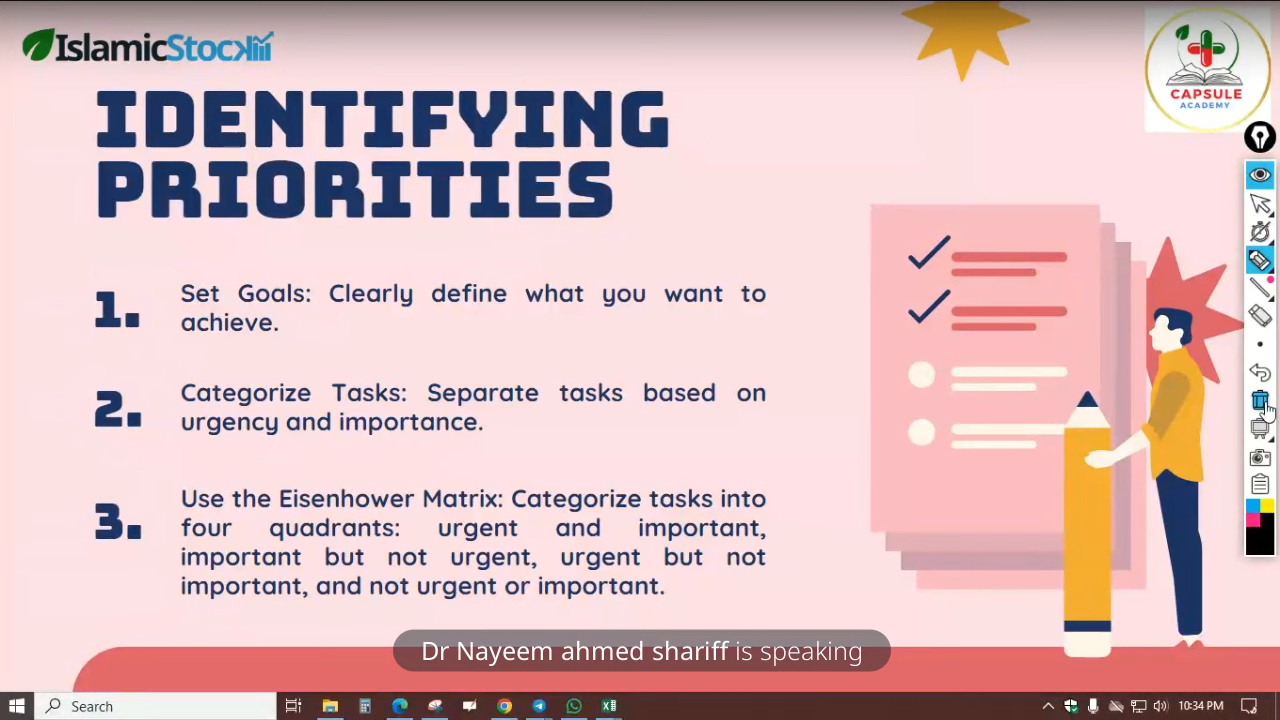 IslamicStock
CAPSULE
ACADEMY
IDENTIFYING
PRIORITIES
1.
Set Goals: Clearly define what you want to
achieve.
2.
Categorize Tasks: Separate tasks based on
urgency and importance.
3.
Use the Eisenhower Matrix: Categorize tasks into
four quadrants: urgent and important,
important but not urgent, urgent but not
important, and not urgent or important.
Dr Nayeem ahmed shariff is speaking
Search
10:34 PM